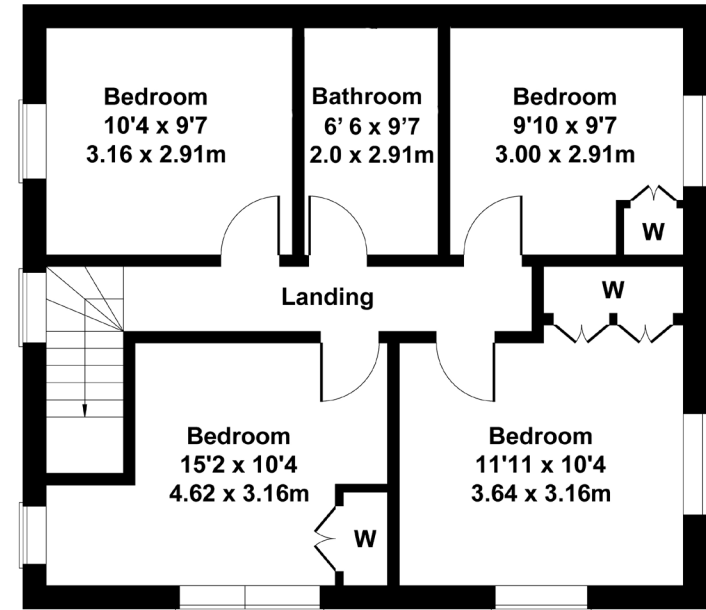 Bedroom
10'4 x 9'7
3.16 x 2.91m
Bathroom
6’ 6 x 9’7
2.0 x 2.91m
Bedroom
9'10 x 9'7
3.00 x 2.91m
W
Landing
W
Bedroom
15'2 x 10'4
4.62 x 3.16m
Bedroom
11'11 x 10'4
3.64 x 3.16m
W